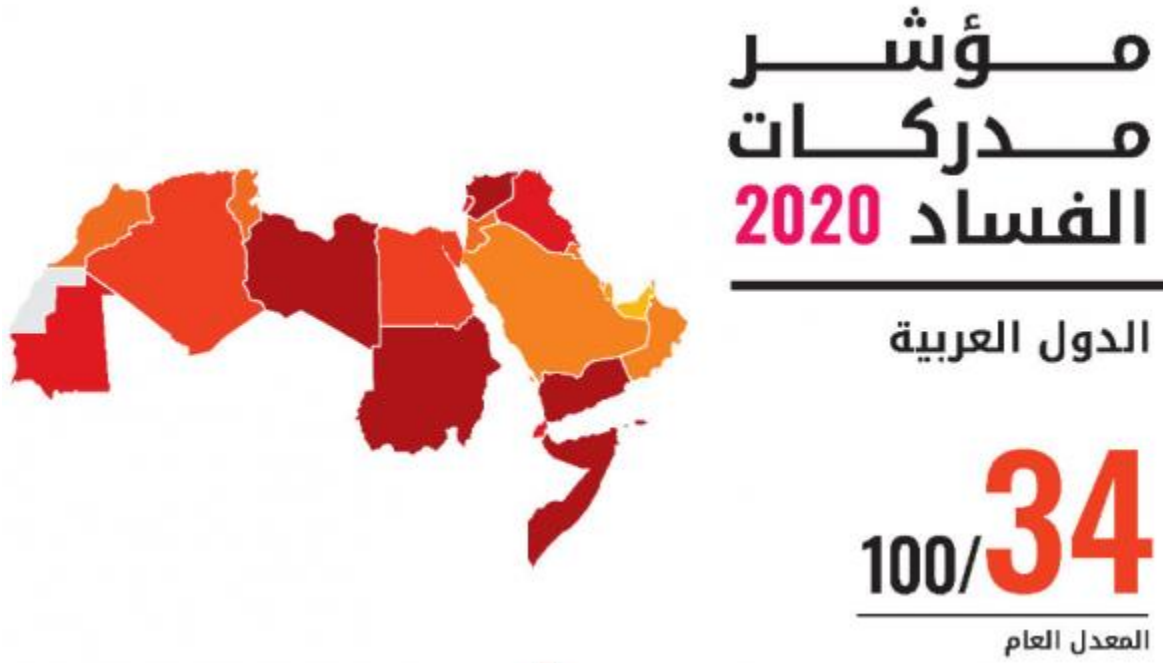 مؤشر
مدركات
الفساد 2020
الدول العربية
100/34
المعدل العام